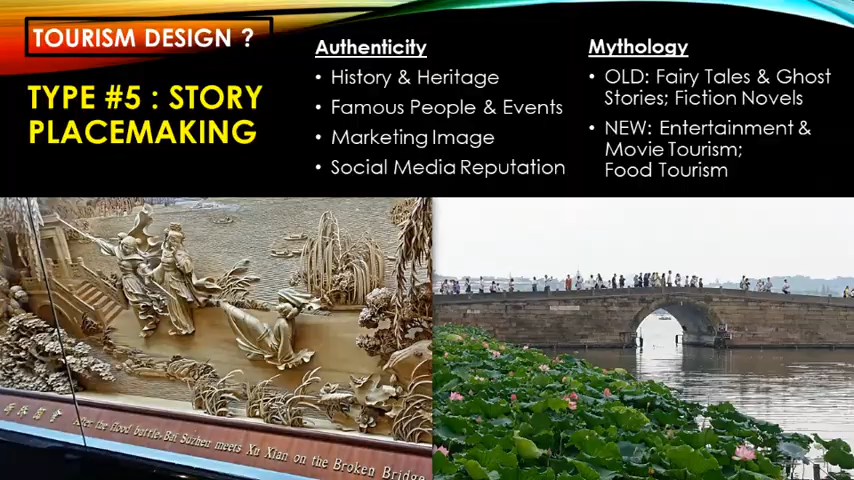 TOURISM DESIGN ?
TYPE #5 : STORY
PLACEMAKING
Authenticity
• History & Heritage
• Famous People & Events
• Marketing Image
• Social Media Reputation
Mythology
• OLD: Fairy Tales & Ghost
Stories; Fiction Novels
• NEW: Entertainment &
Movie Tourism;
Food Tourism
After the flood battle, Bai Suzhen meets Xu Xian on the Broken Bridge